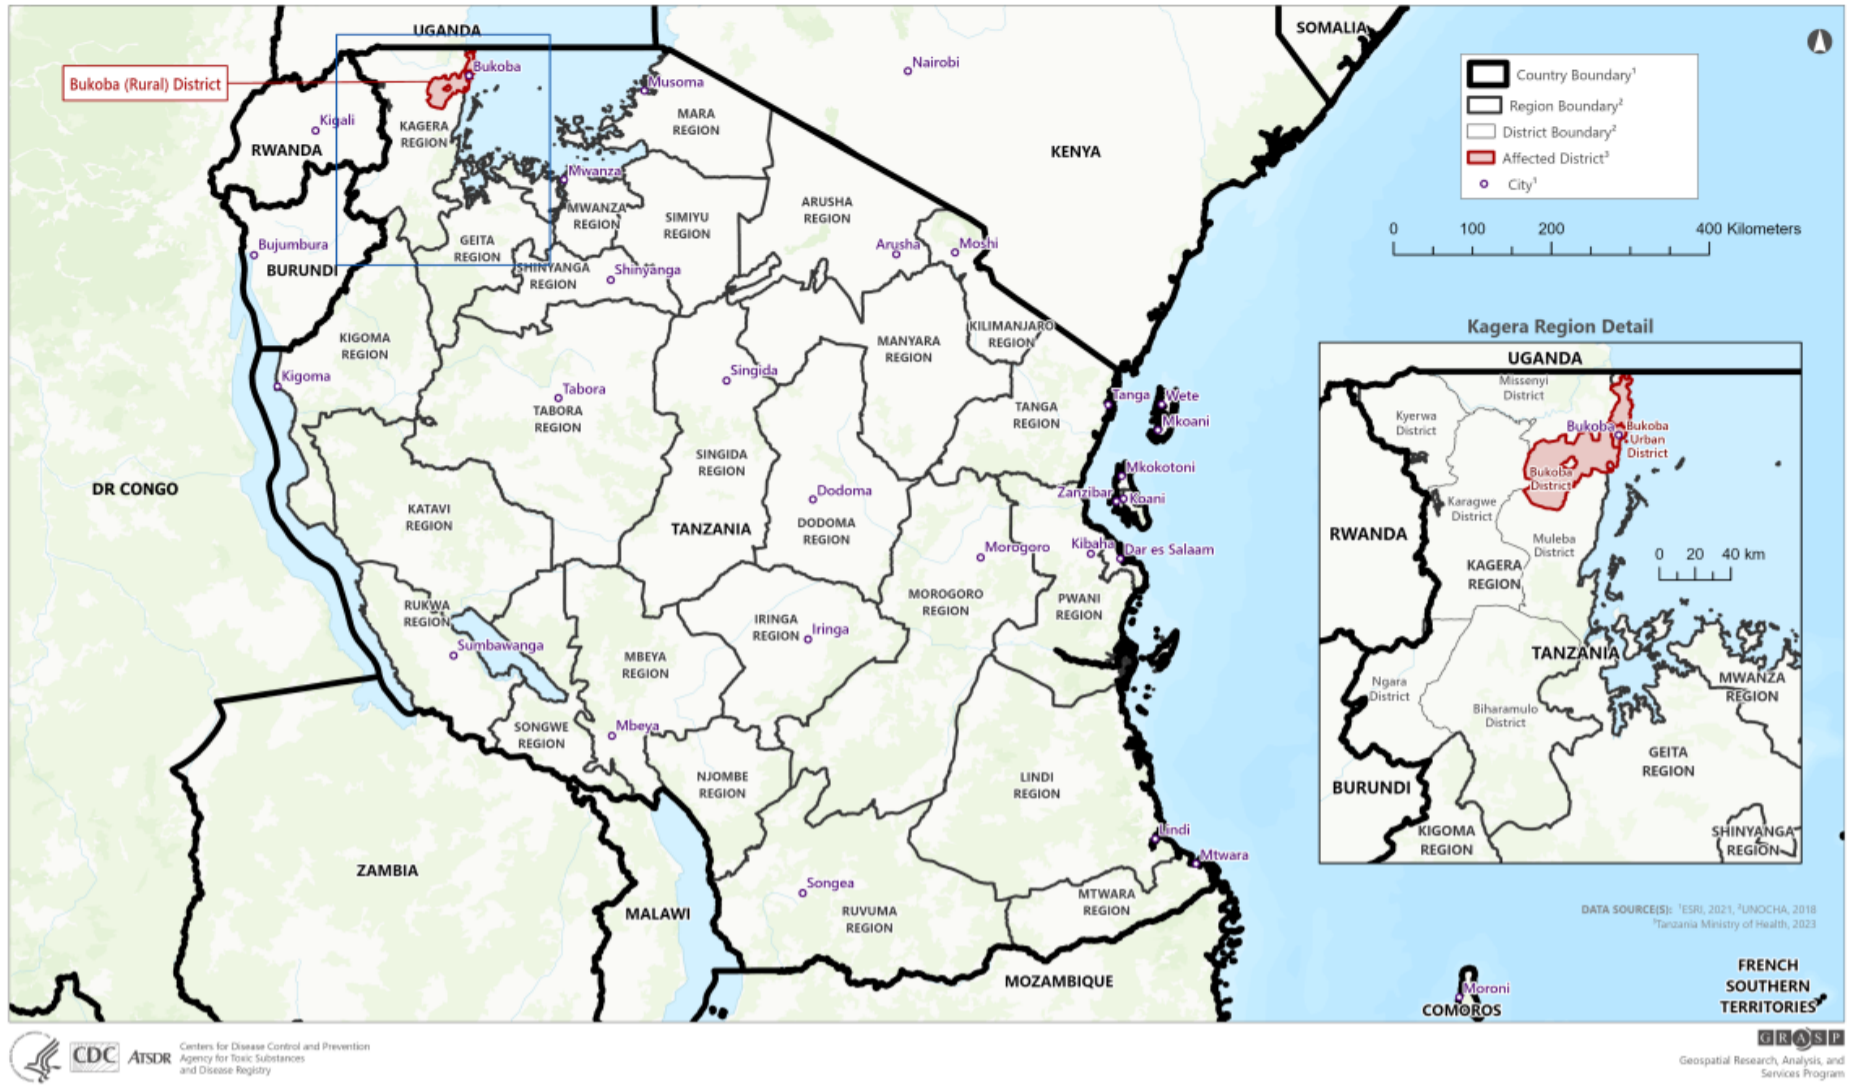 UGANDA
SOMALIA
Bukoba (Rural) District
Bukoba
Musoma
Nairobi
Kigali
KAGERA
REGION
MARA
REGION
RWANDA
KENYA
Mwanza
MWANZA
REGION
SIMIYU
REGION
ARUSHA
REGION
Bujumbura
BURUNDI
GEITA
REGION
SHINYANGA
REGION
Shinyanga
Arusha
Moshi
KIGOMA
REGION
Kigoma
Tabora
TABORA
REGION
Singida
MANYARA
REGION
KILIMANJARO
REGION
TANGA
REGION
Tanga
Wete
Mkoani
DR CONGO
KATAVI
REGION
SINGIDA
REGION
TANZANIA
Dodoma
DODOMA
REGION
Mkokotoni
Zanzibar
Koani
Morogoro
Kibaha
Dar es Salaam
MOROGORO
REGION
PWANI
REGION
RUKWA
REGION
Sumbawanga
IRINGA
REGION
Iringa
MBEYA
REGION
SONGWE
REGION
Mbeya
NJOMBE
REGION
LINDI
REGION
Lindi
Mtwara
MTWARA
REGION
ZAMBIA
MALAWI
Songea
RUVUMA
REGION
MOZAMBIQUE
Moroni
COMOROS
FRENCH
SOUTHERN
TERRITORIES
Country Boundary¹
Region Boundary²
District Boundary²
Affected District³
City¹
0 100 200 400 Kilometers
Kagera Region Detail
UGANDA
Missenyi
District
Kyerwa
District
Bukoba
Bukoba
Urban
District
Bukoba
District
Karagwe
District
RWANDA
Muleba
District
0 20 40 km
KAGERA
REGION
TANZANIA
Ngara
District
MWANZA
REGION
Biharamulo
District
GEITA
REGION
BURUNDI
KIGOMA
REGION
SHINYANGA
REGION
DATA SOURCE(S): ¹ESRI, 2021, ²UNOCHA, 2018
³Tanzania Ministry of Health, 2023
CDC
ATSDR
Centers for Disease Control and Prevention
Agency for Toxic Substances
and Disease Registry
GRASP
Geospatial Research, Analysis, and
Services Program